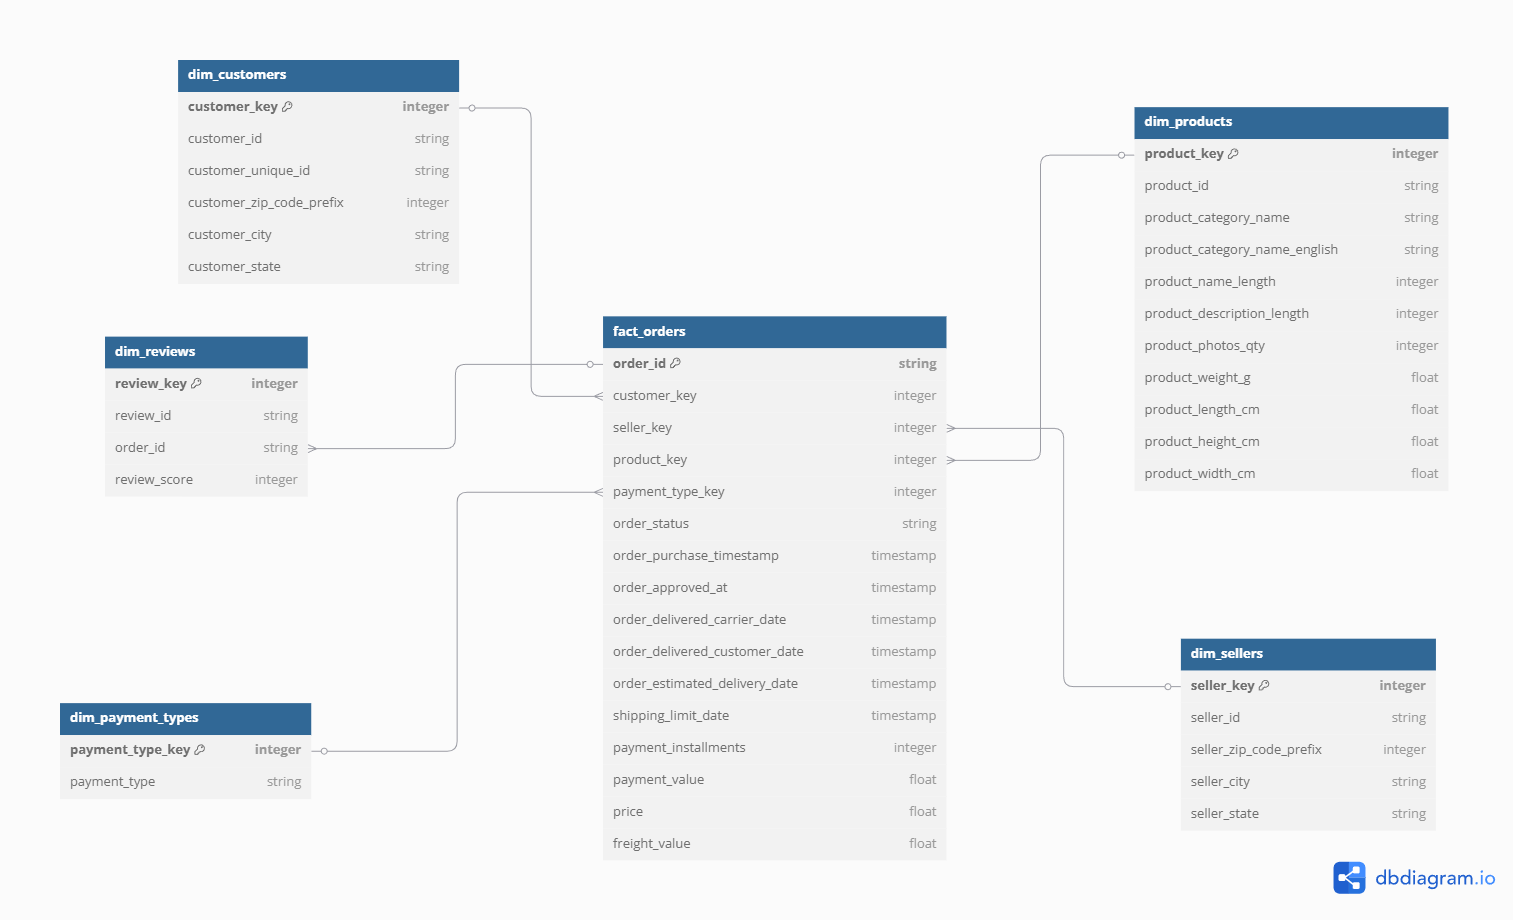 dim_customers
customer_key integer
customer_id string
customer_unique_id string
customer_zip_code_prefix integer
customer_city string
customer_state string
dim_products
product_key integer
product_id string
product_category_name string
product_category_name_english string
product_name_length integer
product_description_length integer
product_photos_qty integer
product_weight_g float
product_length_cm float
product_height_cm float
product_width_cm float
dim_reviews
review_key integer
review_id string
order_id string
review_score integer
fact_orders
order_id string
customer_key integer
seller_key integer
product_key integer
payment_type_key integer
order_status string
order_purchase_timestamp timestamp
order_approved_at timestamp
order_delivered_carrier_date timestamp
order_delivered_customer_date timestamp
order_estimated_delivery_date timestamp
shipping_limit_date timestamp
payment_installments integer
payment_value float
price float
freight_value float
dim_payment_types
payment_type_key integer
payment_type string
dim_sellers
seller_key integer
seller_id string
seller_zip_code_prefix integer
seller_city string
seller_state string
dbdiagram.io